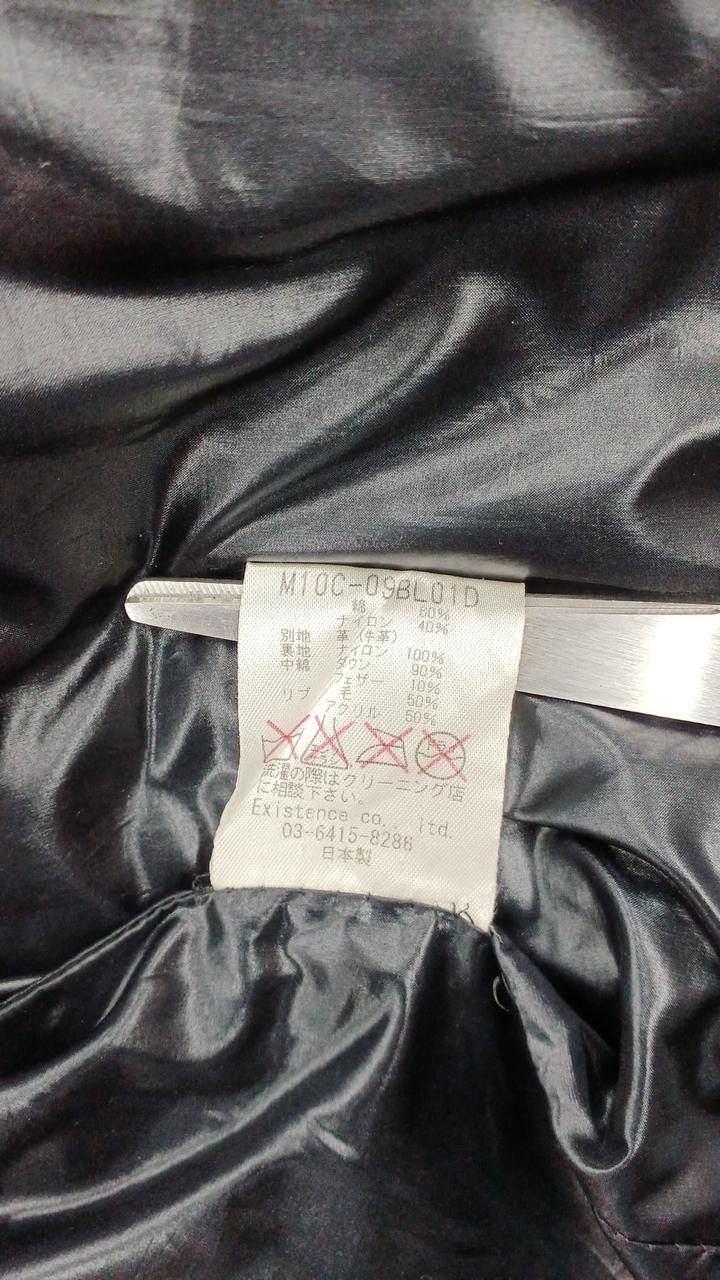 M10C-09BL01D
綿 60%
ナイロン 40%
別地 革（牛革）
裏地 ナイロン 100%
中綿 ダウン 90%
フェザー 10%
リブ 毛 50%
アクリル 50%
洗濯の際はクリーニング店
に相談下さい。
Existence co., ltd.
03-6415-8286
日本製